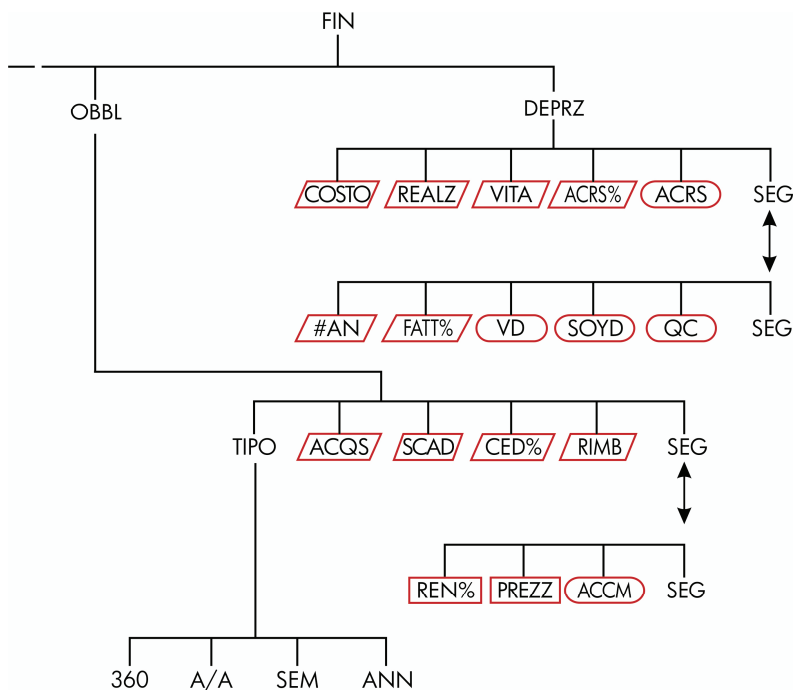 FIN
OBBL DEPRZ
COSTO REALZ VITA ACRS% ACRS SEG
#AN FATT% VD SOYD QC SEG
TIPO ACQS SCAD CED% RIMB SEG
REN% PREZZ ACCM SEG
360 A/A SEM ANN